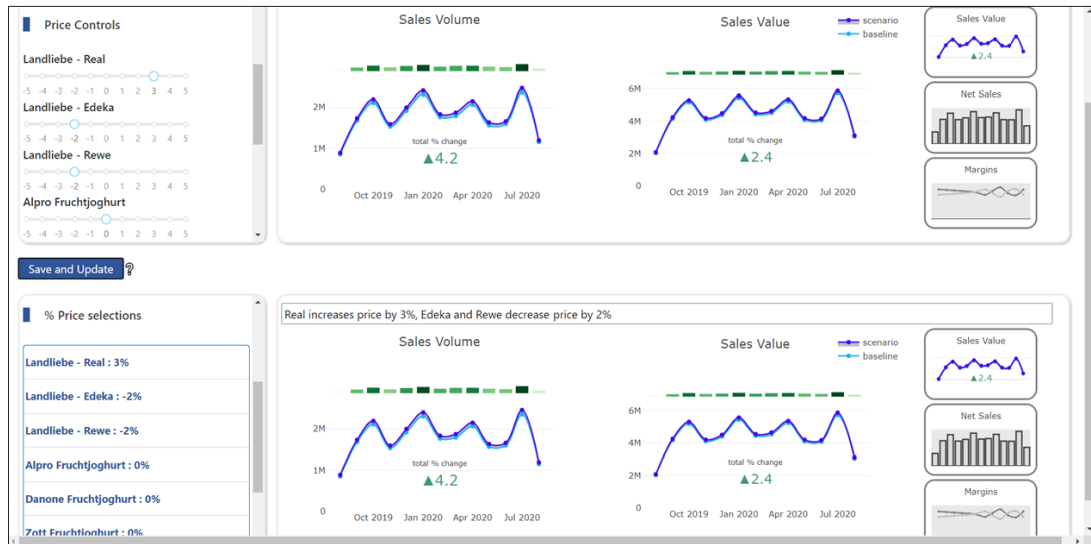 Price Controls
Landliebe - Real
-5 -4 -3 -2 -1 0 1 2 3 4 5
Landliebe - Edeka
-5 -4 -3 -2 -1 0 1 2 3 4 5
Landliebe - Rewe
-5 -4 -3 -2 -1 0 1 2 3 4 5
Alpro Fruchtjoghurt
-5 -4 -3 -2 -1 0 1 2 3 4 5
Sales Volume
2M
1M
0
total % change
▲4.2
Oct 2019 Jan 2020 Apr 2020 Jul 2020
Sales Value
scenario
baseline
6M
4M
2M
0
total % change
▲2.4
Oct 2019 Jan 2020 Apr 2020 Jul 2020
Sales Value
▲2.4
Net Sales
Margins
Save and Update ?
% Price selections
Landliebe - Real : 3%
Landliebe - Edeka : -2%
Landliebe - Rewe : -2%
Alpro Fruchtjoghurt : 0%
Danone Fruchtjoghurt : 0%
Zott Fruchtjoghurt : 0%
Real increases price by 3%, Edeka and Rewe decrease price by 2%
Sales Volume
2M
1M
0
total % change
▲4.2
Oct 2019 Jan 2020 Apr 2020 Jul 2020
Sales Value
scenario
baseline
6M
4M
2M
0
total % change
▲2.4
Oct 2019 Jan 2020 Apr 2020 Jul 2020
Sales Value
▲2.4
Net Sales
Margins